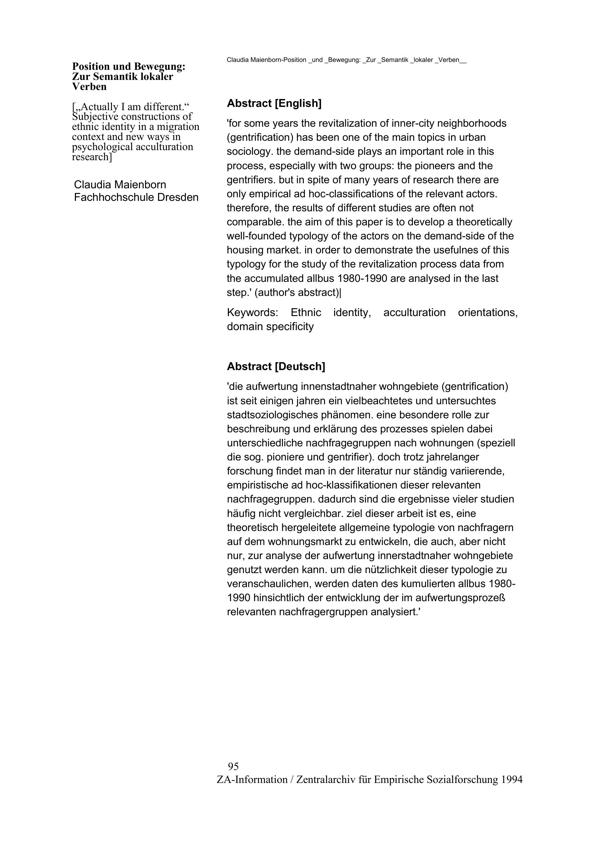 Position und Bewegung:
Zur Semantik lokaler
Verben
[„Actually I am different.“
Subjective constructions of
ethnic identity in a migration
context and new ways in
psychological acculturation
research]
Claudia Maienborn
Fachhochschule Dresden
Claudia Maienborn-Position _und _Bewegung: _Zur _Semantik _lokaler _Verben__
Abstract [English]
'for some years the revitalization of inner-city neighborhoods
(gentrification) has been one of the main topics in urban
sociology. the demand-side plays an important role in this
process, especially with two groups: the pioneers and the
gentrifiers. but in spite of many years of research there are
only empirical ad hoc-classifications of the relevant actors.
therefore, the results of different studies are often not
comparable. the aim of this paper is to develop a theoretically
well-founded typology of the actors on the demand-side of the
housing market. in order to demonstrate the usefulnes of this
typology for the study of the revitalization process data from
the accumulated allbus 1980-1990 are analysed in the last
step.' (author's abstract)|
Keywords: Ethnic identity, acculturation orientations,
domain specificity
Abstract [Deutsch]
'die aufwertung innenstadtnaher wohngebiete (gentrification)
ist seit einigen jahren ein vielbeachtetes und untersuchtes
stadtsoziologisches phänomen. eine besondere rolle zur
beschreibung und erklärung des prozesses spielen dabei
unterschiedliche nachfragegruppen nach wohnungen (speziell
die sog. pioniere und gentrifier). doch trotz jahrelanger
forschung findet man in der literatur nur ständig variierende,
empiristische ad hoc-klassifikationen dieser relevanten
nachfragegruppen. dadurch sind die ergebnisse vieler studien
häufig nicht vergleichbar. ziel dieser arbeit ist es, eine
theoretisch hergeleitete allgemeine typologie von nachfragern
auf dem wohnungsmarkt zu entwickeln, die auch, aber nicht
nur, zur analyse der aufwertung innerstadtnaher wohngebiete
genutzt werden kann. um die nützlichkeit dieser typologie zu
veranschaulichen, werden daten des kumulierten allbus 1980-
1990 hinsichtlich der entwicklung der im aufwertungsprozeß
relevanten nachfragergruppen analysiert.'
95
ZA-Information / Zentralarchiv für Empirische Sozialforschung 1994